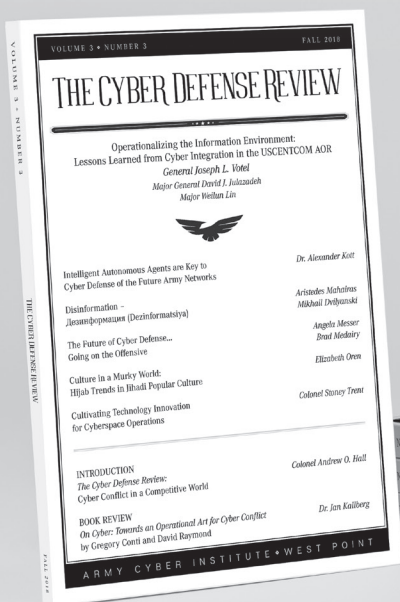 VOLUME 3 • NUMBER 3
THE CYBER DEFENSE REVIEW
FALL 2018
VOLUME 3 • NUMBER 3 FALL 2018
THE CYBER DEFENSE REVIEW
Operationalizing the Information Environment:
Lessons Learned from Cyber Integration in the USCENTCOM AOR
General Joseph L. Votel
Major General David J. Julazadeh
Major Weilun Lin
Intelligent Autonomous Agents are Key to Dr. Alexander Kott
Cyber Defense of the Future Army Networks
Disinformation – Aristedes Mahairas
Дезинформация (Dezinformatsiya) Mikhail Dvilyanski
The Future of Cyber Defense... Angela Messer
Going on the Offensive Brad Medairy
Culture in a Murky World: Elizabeth Oren
Hijab Trends in Jihadi Popular Culture
Cultivating Technology Innovation Colonel Stoney Trent
for Cyberspace Operations
INTRODUCTION Colonel Andrew O. Hall
The Cyber Defense Review:
Cyber Conflict in a Competitive World
BOOK REVIEW Dr. Jan Kallberg
On Cyber: Towards an Operational Art for Cyber Conflict
by Gregory Conti and David Raymond
ARMY CYBER INSTITUTE • WEST POINT